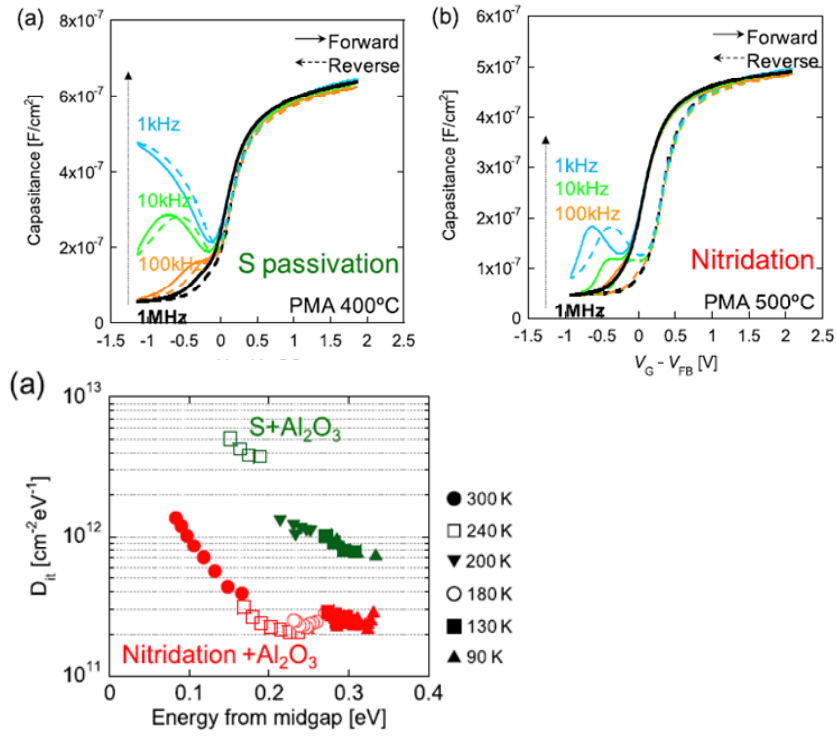 (a)
8x10⁻⁷
6x10⁻⁷
4x10⁻⁷
2x10⁻⁷
0
Capasitance [F/cm²]
Forward
Reverse
1kHz
10kHz
100kHz
1MHz
S passivation
PMA 400ºC
-1.5 -1 -0.5 0 0.5 1 1.5 2 2.5
(b)
6x10⁻⁷
5x10⁻⁷
4x10⁻⁷
3x10⁻⁷
2x10⁻⁷
1x10⁻⁷
0
Capasitance [F/cm²]
Forward
Reverse
1kHz
10kHz
100kHz
1MHz
Nitridation
PMA 500ºC
-1.5 -1 -0.5 0 0.5 1 1.5 2 2.5
V_G - V_FB [V]
(a)
10¹³
10¹²
10¹¹
D_it [cm⁻²eV⁻¹]
S+Al₂O₃
Nitridation +Al₂O₃
0 0.1 0.2 0.3 0.4
Energy from midgap [eV]
300 K
240 K
200 K
180 K
130 K
90 K